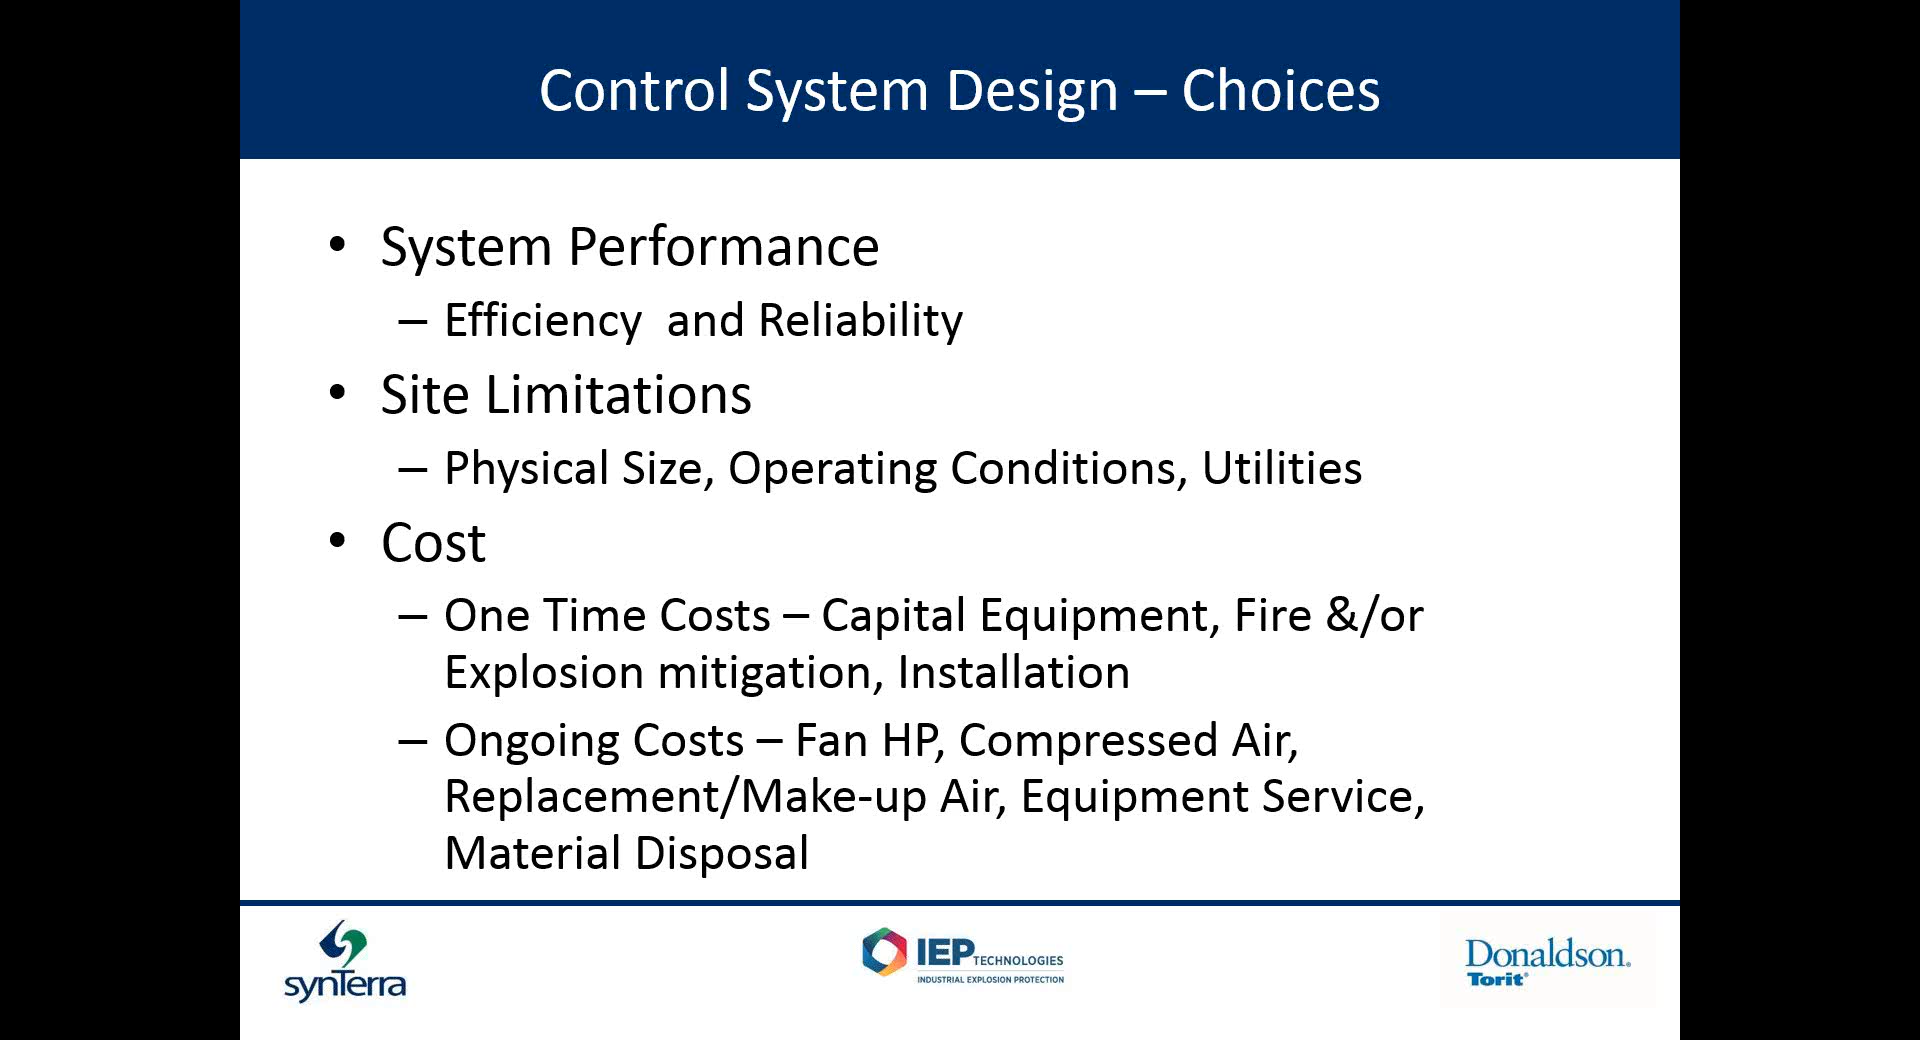 Control System Design – Choices
• System Performance
– Efficiency  and Reliability
• Site Limitations
– Physical Size, Operating Conditions, Utilities
• Cost
– One Time Costs – Capital Equipment, Fire &/or
Explosion mitigation, Installation
– Ongoing Costs – Fan HP, Compressed Air,
Replacement/Make-up Air, Equipment Service,
Material Disposal
synTerra
IEP TECHNOLOGIES
INDUSTRIAL EXPLOSION PROTECTION
Donaldson®
Torit®